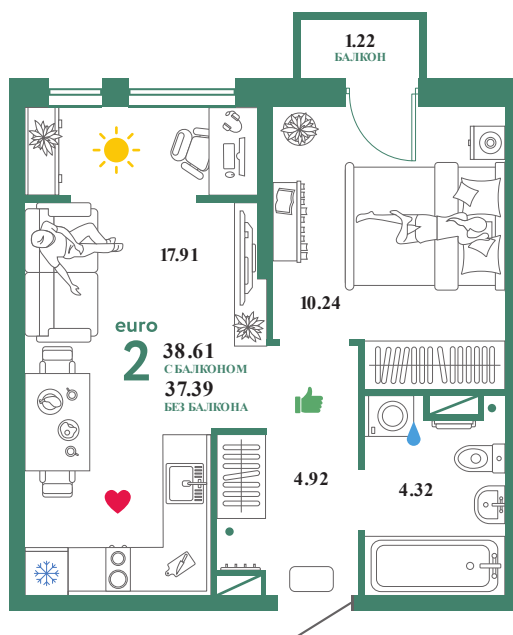 1.22
БАЛКОН
17.91
10.24
euro
2
38.61
С БАЛКОНОМ
37.39
БЕЗ БАЛКОНА
4.92
4.32